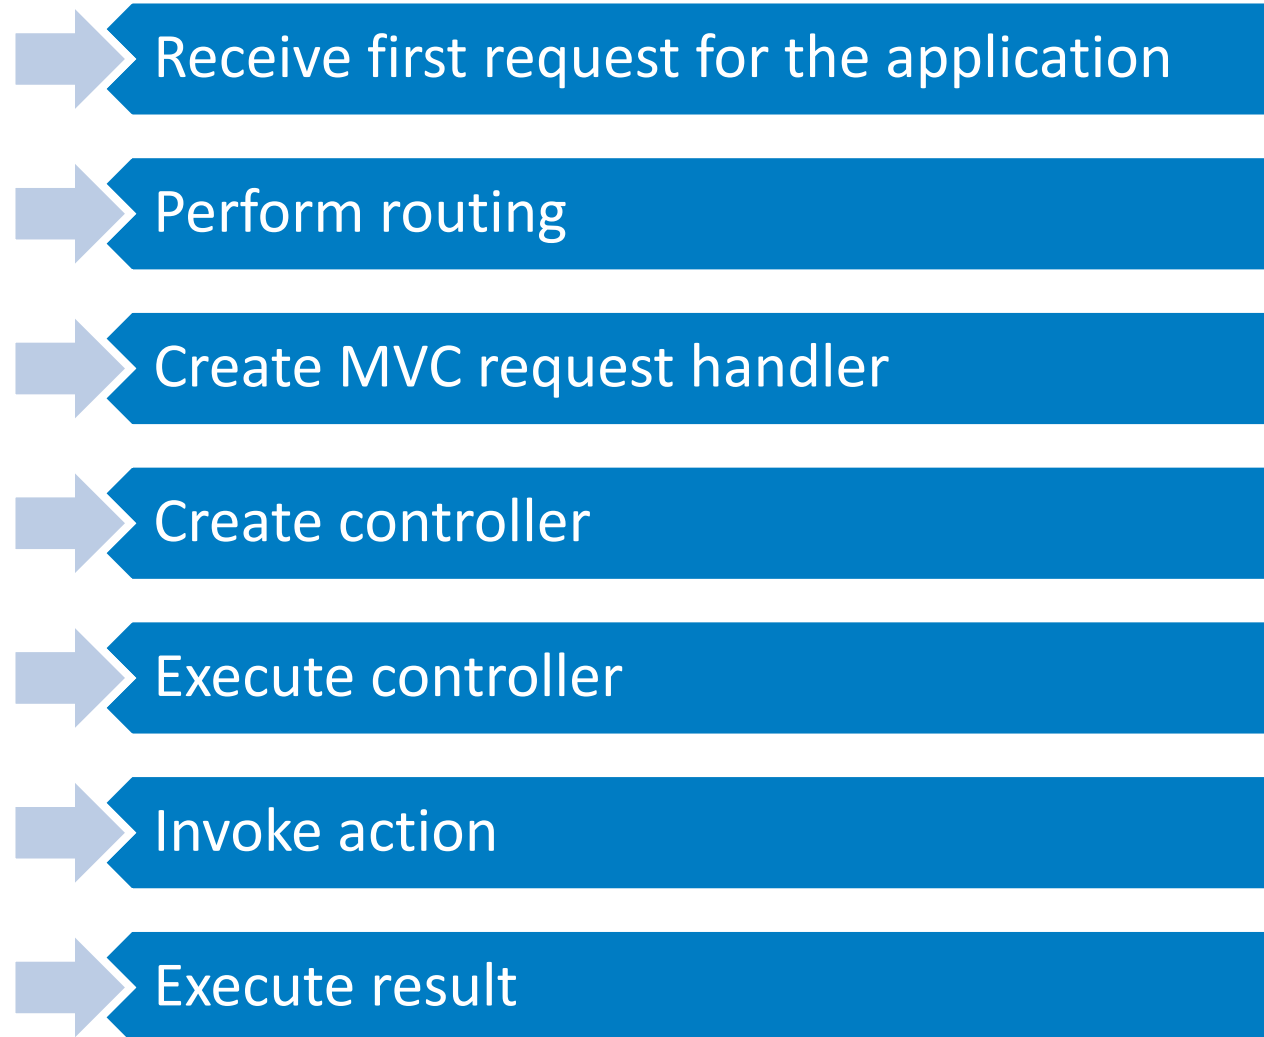 Receive first request for the application
Perform routing
Create MVC request handler
Create controller
Execute controller
Invoke action
Execute result